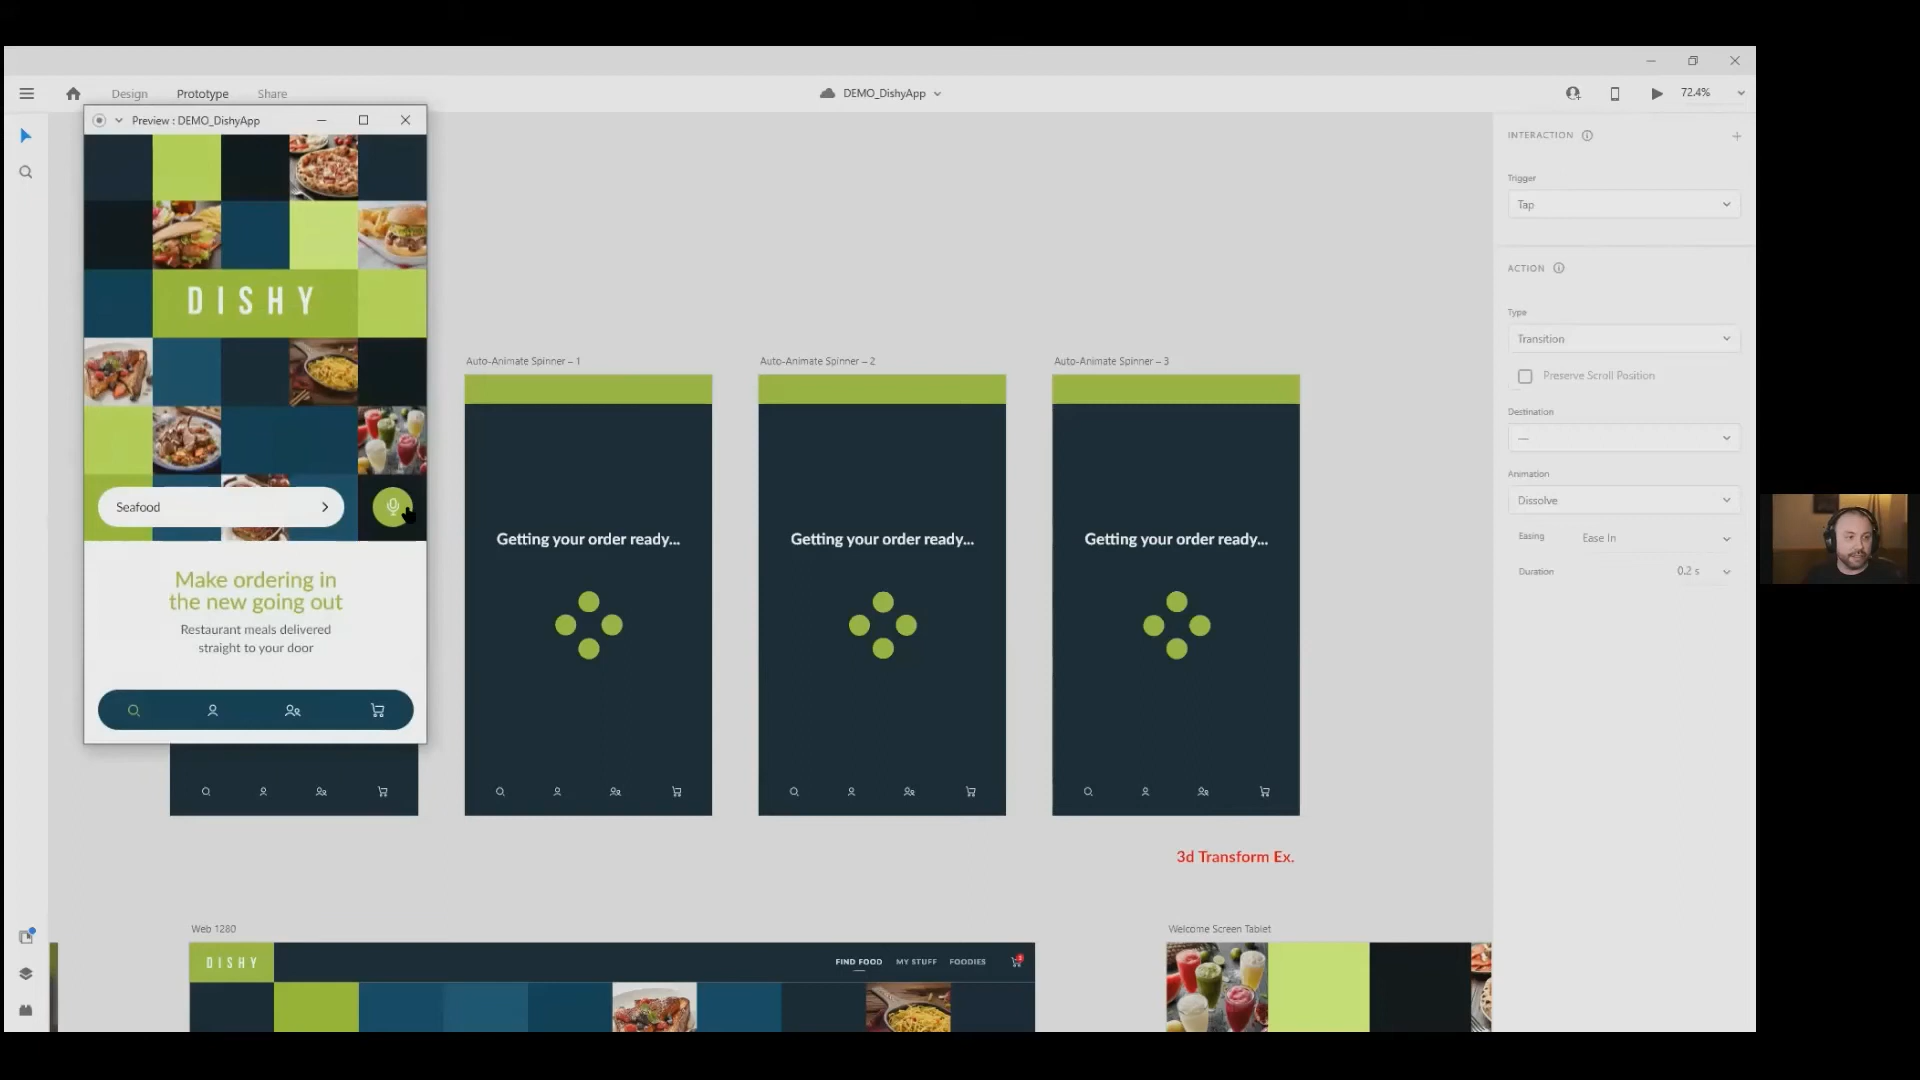 Design
Prototype
Share
DEMO_DishyApp
72.4%
Preview : DEMO_DishyApp
DISHY
Seafood
Make ordering in
the new going out
Restaurant meals delivered
straight to your door
Auto-Animate Spinner – 1
Getting your order ready...
Auto-Animate Spinner – 2
Getting your order ready...
Auto-Animate Spinner – 3
Getting your order ready...
3d Transform Ex.
Web 1280
DISHY
FIND FOOD
MY STUFF
FOODIES
Welcome Screen Tablet
INTERACTION
Trigger
Tap
ACTION
Type
Transition
Preserve Scroll Position
Destination
—
Animation
Dissolve
Easing
Ease In
Duration
0.2 s